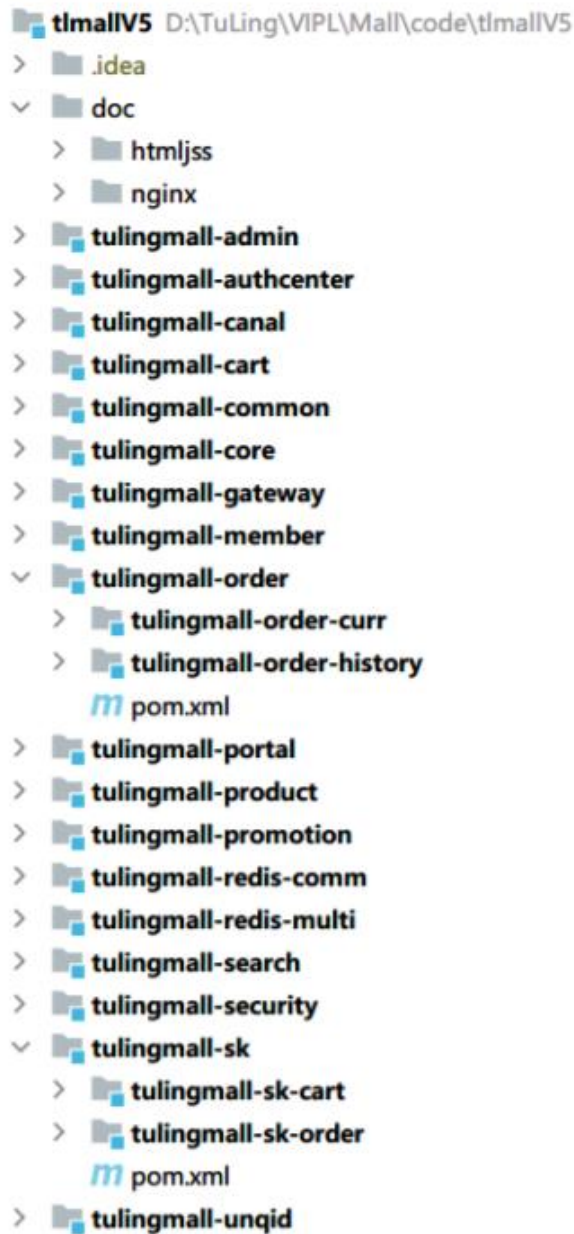 tlmallV5 D:\TuLing\VIPL\Mall\code\tlmallV5
.idea
doc
htmljss
nginx
tulingmall-admin
tulingmall-authcenter
tulingmall-canal
tulingmall-cart
tulingmall-common
tulingmall-core
tulingmall-gateway
tulingmall-member
tulingmall-order
tulingmall-order-curr
tulingmall-order-history
pom.xml
tulingmall-portal
tulingmall-product
tulingmall-promotion
tulingmall-redis-comm
tulingmall-redis-multi
tulingmall-search
tulingmall-security
tulingmall-sk
tulingmall-sk-cart
tulingmall-sk-order
pom.xml
tulingmall-unqid